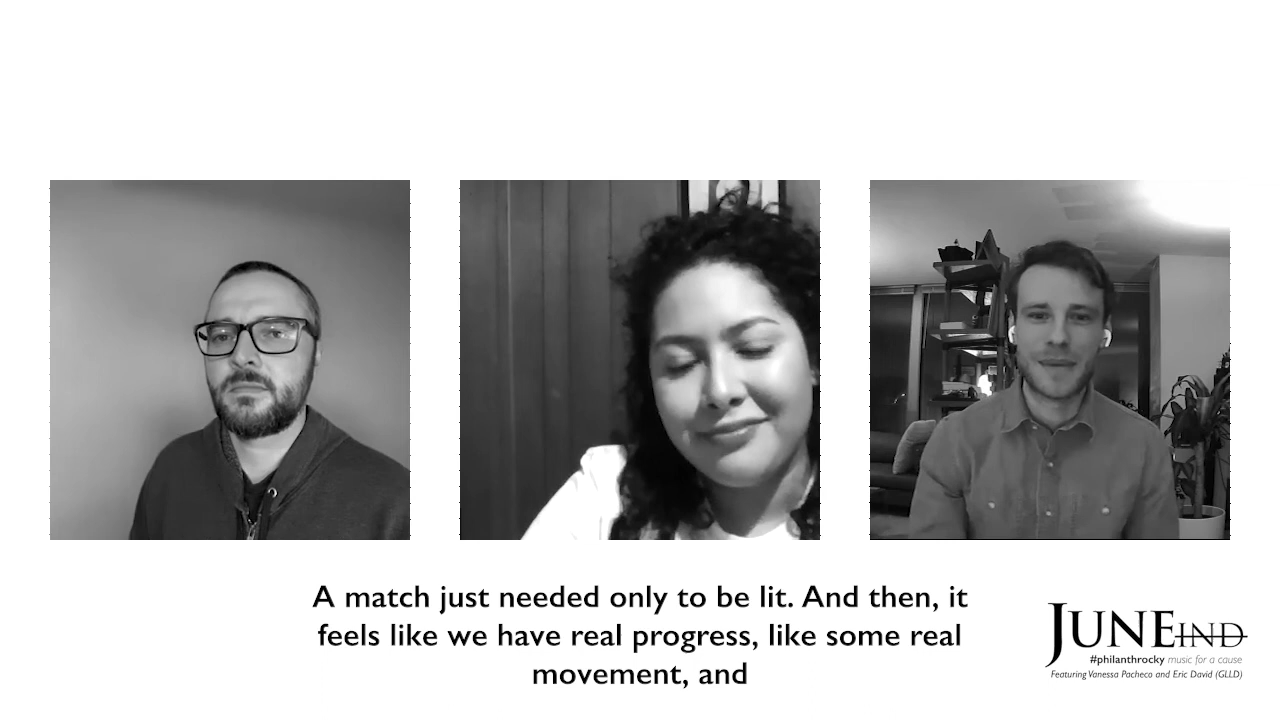 A match just needed only to be lit. And then, it
feels like we have real progress, like some real
movement, and
JUNEIND
#philanthrocky music for a cause
Featuring Vanessa Pacheco and Eric David (GLLD)